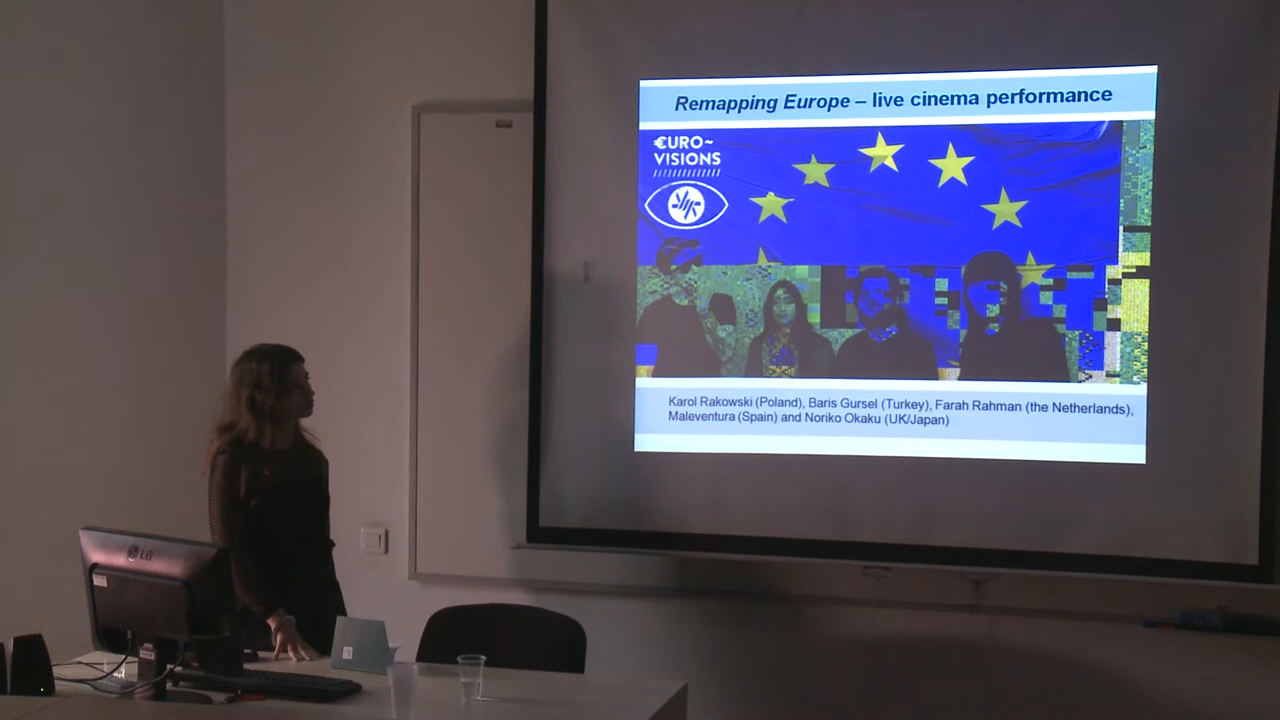 Remapping Europe – live cinema performance
€URO~
VISIONS
Karol Rakowski (Poland), Baris Gursel (Turkey), Farah Rahman (the Netherlands),
Maleventura (Spain) and Noriko Okaku (UK/Japan)
LG